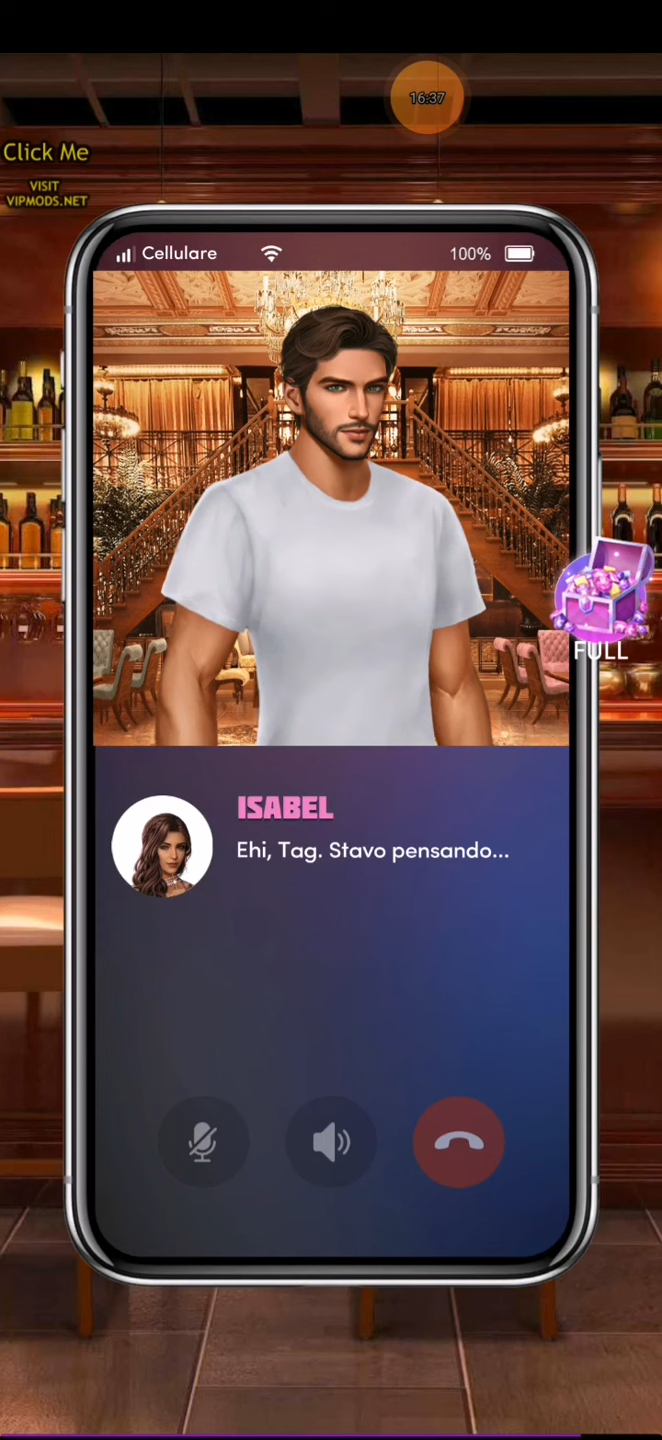 16:37
Click Me
VISIT
VIPMODS.NET
Cellulare
100%
FULL
ISABEL
Ehi, Tag. Stavo pensando...